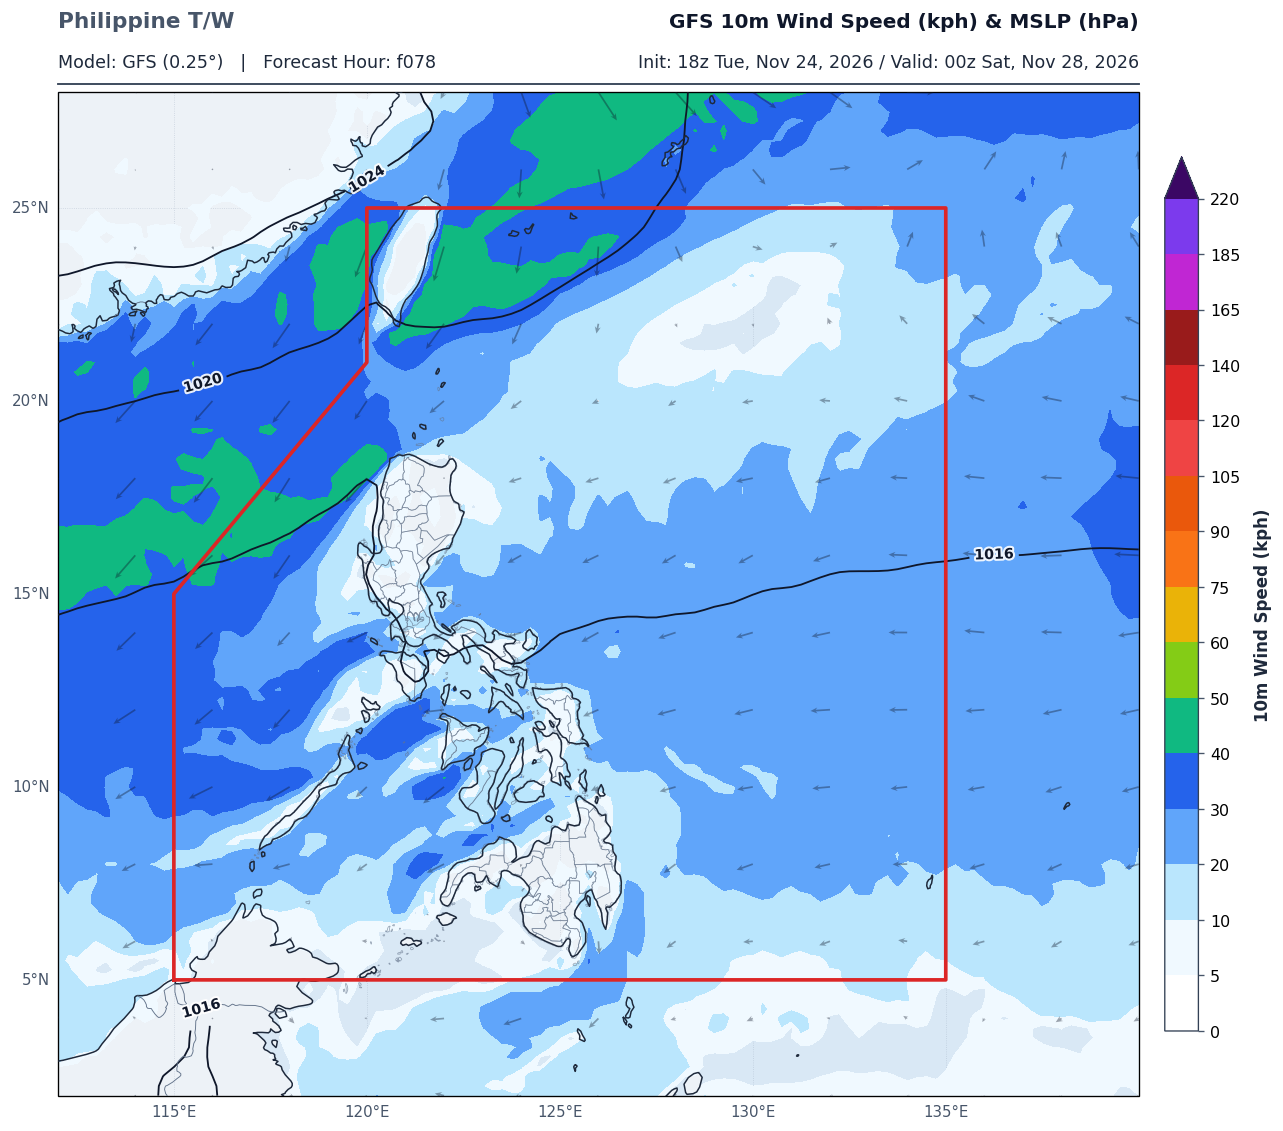 Philippine T/W
GFS 10m Wind Speed (kph) & MSLP (hPa)
Model: GFS (0.25°)   |   Forecast Hour: f078
Init: 18z Tue, Nov 24, 2026 / Valid: 00z Sat, Nov 28, 2026
1024
1020
1016
1016
25°N
20°N
15°N
10°N
5°N
115°E
120°E
125°E
130°E
135°E
220
185
165
140
120
105
90
75
60
50
40
30
20
10
5
0
10m Wind Speed (kph)